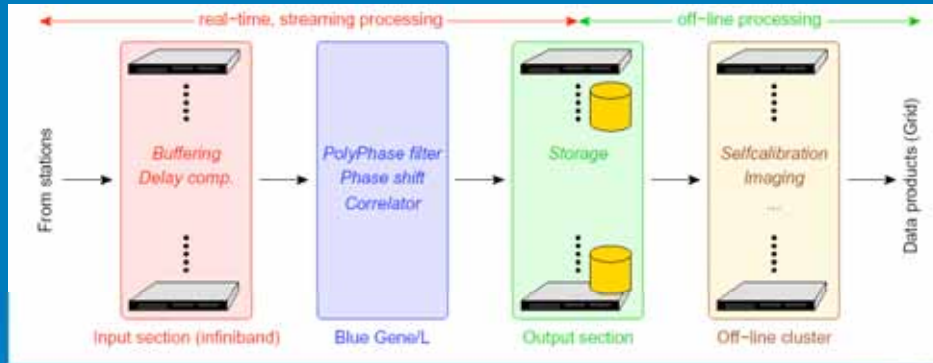 real-time, streaming processing
off-line processing
From stations
Buffering
Delay comp.
PolyPhase filter
Phase shift
Correlator
Storage
Selfcalibration
Imaging
...
Data products (Grid)
Input section (infiniband)
Blue Gene/L
Output section
Off-line cluster